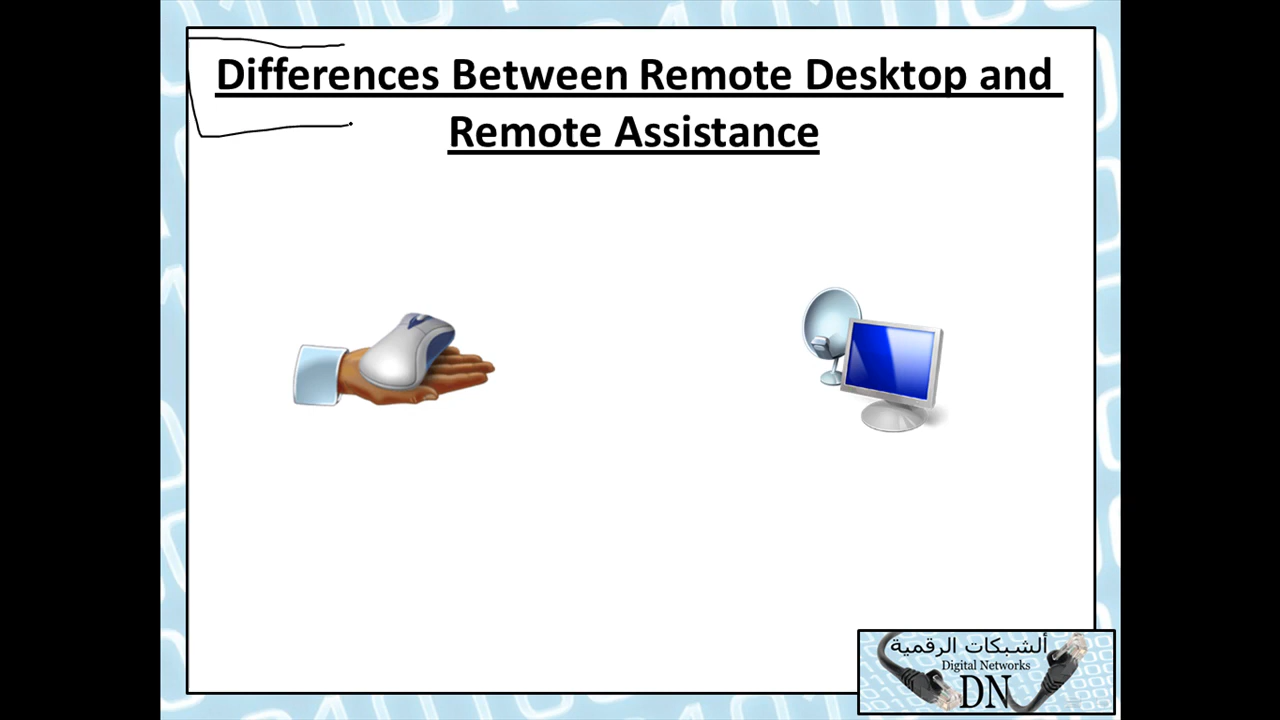 Differences Between Remote Desktop and
Remote Assistance
ألشبكات الرقمية
Digital Networks
DN